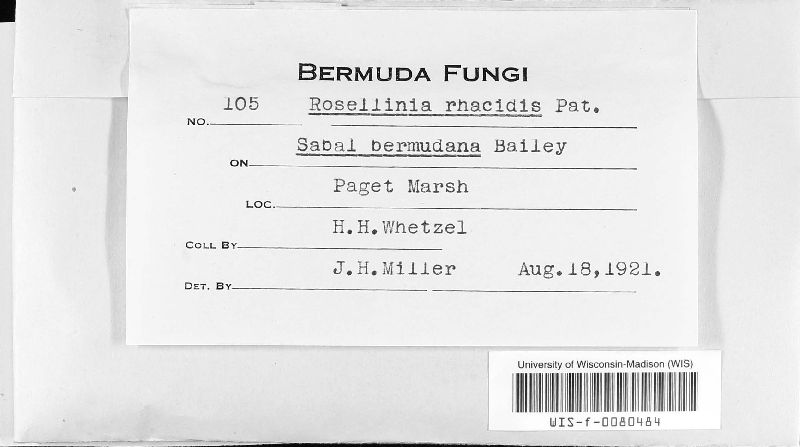 BERMUDA FUNGI
NO. 105 Rosellinia rhacidis Pat.
ON Sabal bermudana Bailey
LOC. Paget Marsh
COLL BY H.H.Whetzel
DET. BY J.H.Miller Aug.18,1921.
University of Wisconsin-Madison (WIS)
WIS-f-0080484